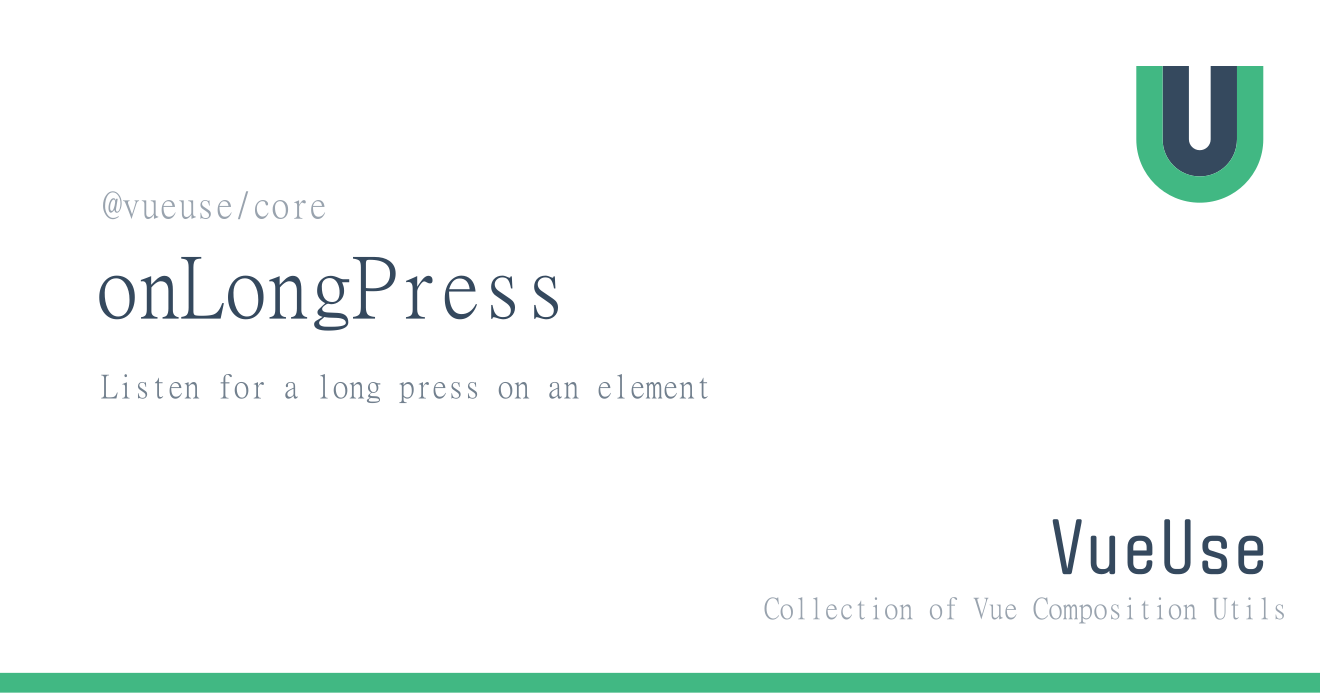 @vueuse/core
onLongPress
Listen for a long press on an element
VueUse
Collection of Vue Composition Utils